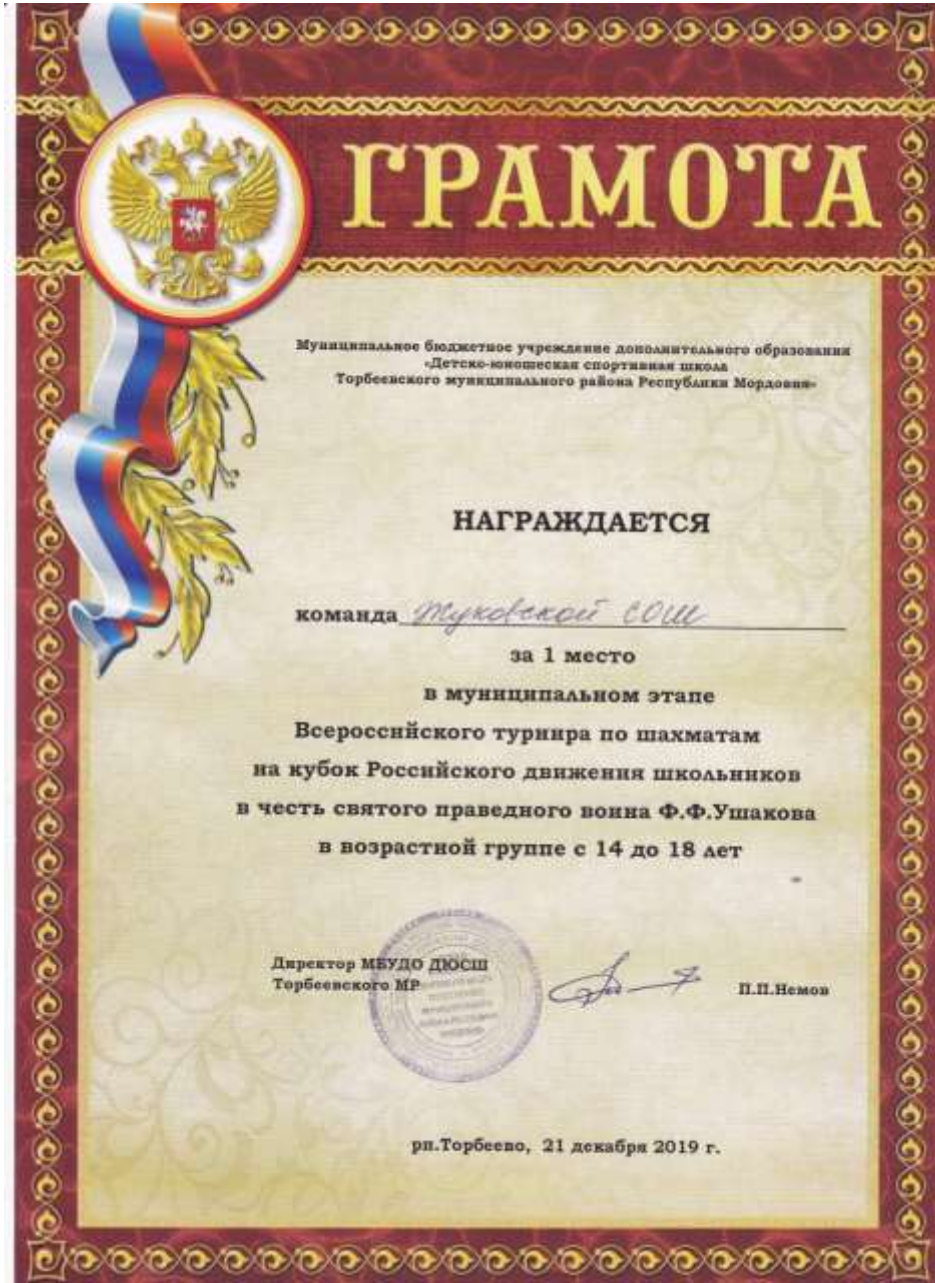 ГРАМОТА
Муниципальное бюджетное учреждение дополнительного образования
«Детско-юношеская спортивная школа
Торбеевского муниципального района Республики Мордовия»
НАГРАЖДАЕТСЯ
команда Жуковской СОШ
за 1 место
в муниципальном этапе
Всероссийского турнира по шахматам
на кубок Российского движения школьников
в честь святого праведного воина Ф.Ф.Ушакова
в возрастной группе с 14 до 18 лет
Директор МБУДО ДЮСШ
Торбеевского МР
П.П.Немов
рп.Торбеево, 21 декабря 2019 г.